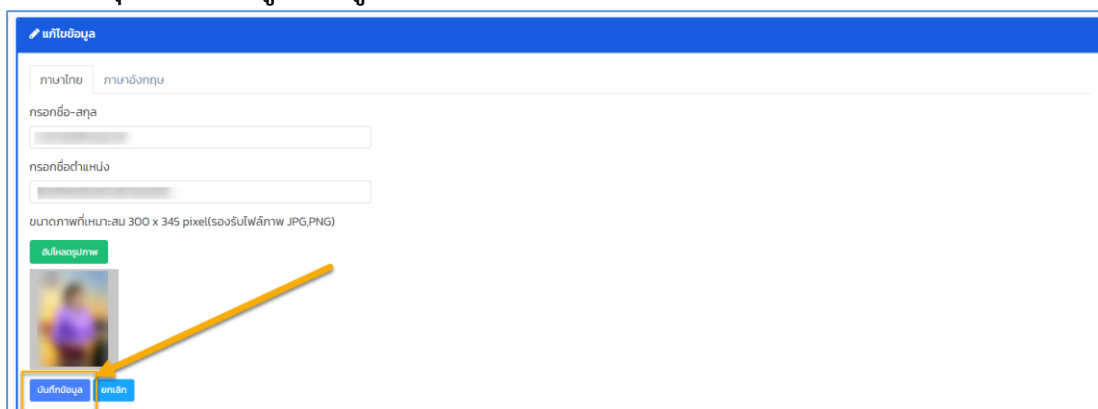 แก้ไขข้อมูล
ภาษาไทย ภาษาอังกฤษ
กรอกชื่อ-สกุล
กรอกชื่อตำแหน่ง
ขนาดภาพที่เหมาะสม 300 x 345 pixel(รองรับไฟล์ภาพ JPG,PNG)
อัปโหลดรูปภาพ
บันทึกข้อมูล ยกเลิก